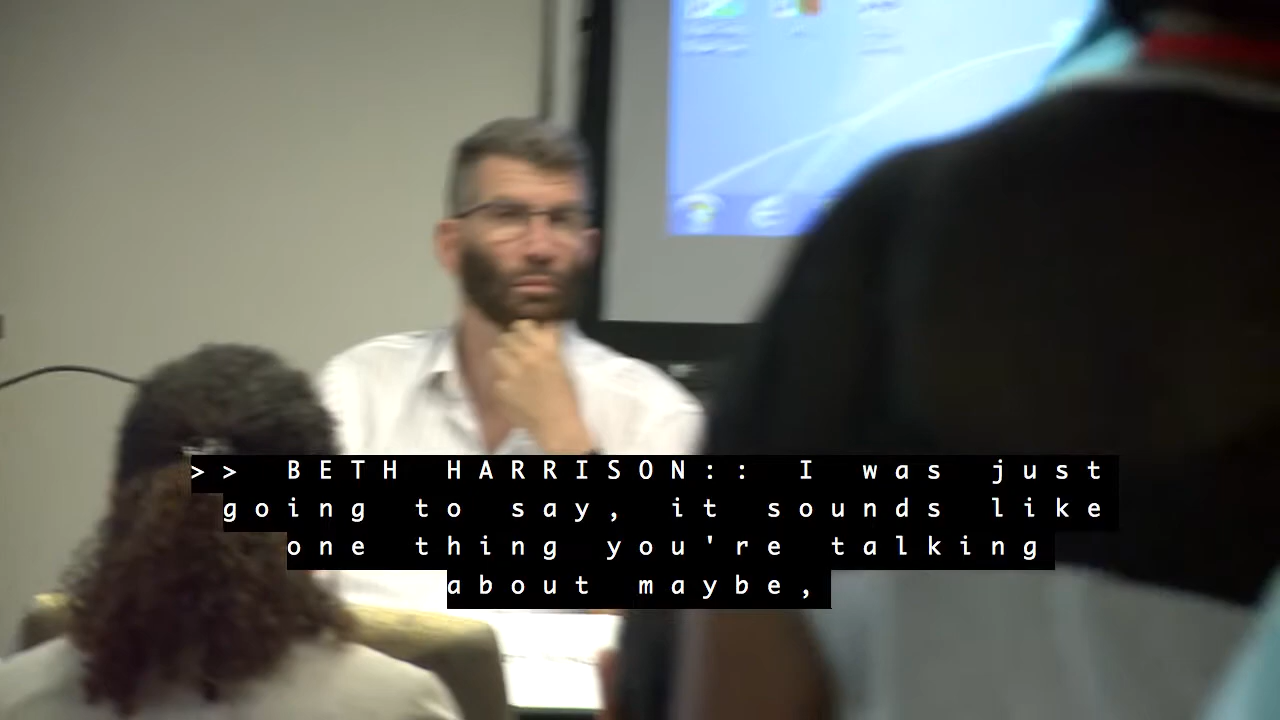 >> BETH HARRISON:: I was just
going to say, it sounds like
one thing you're talking
about maybe,